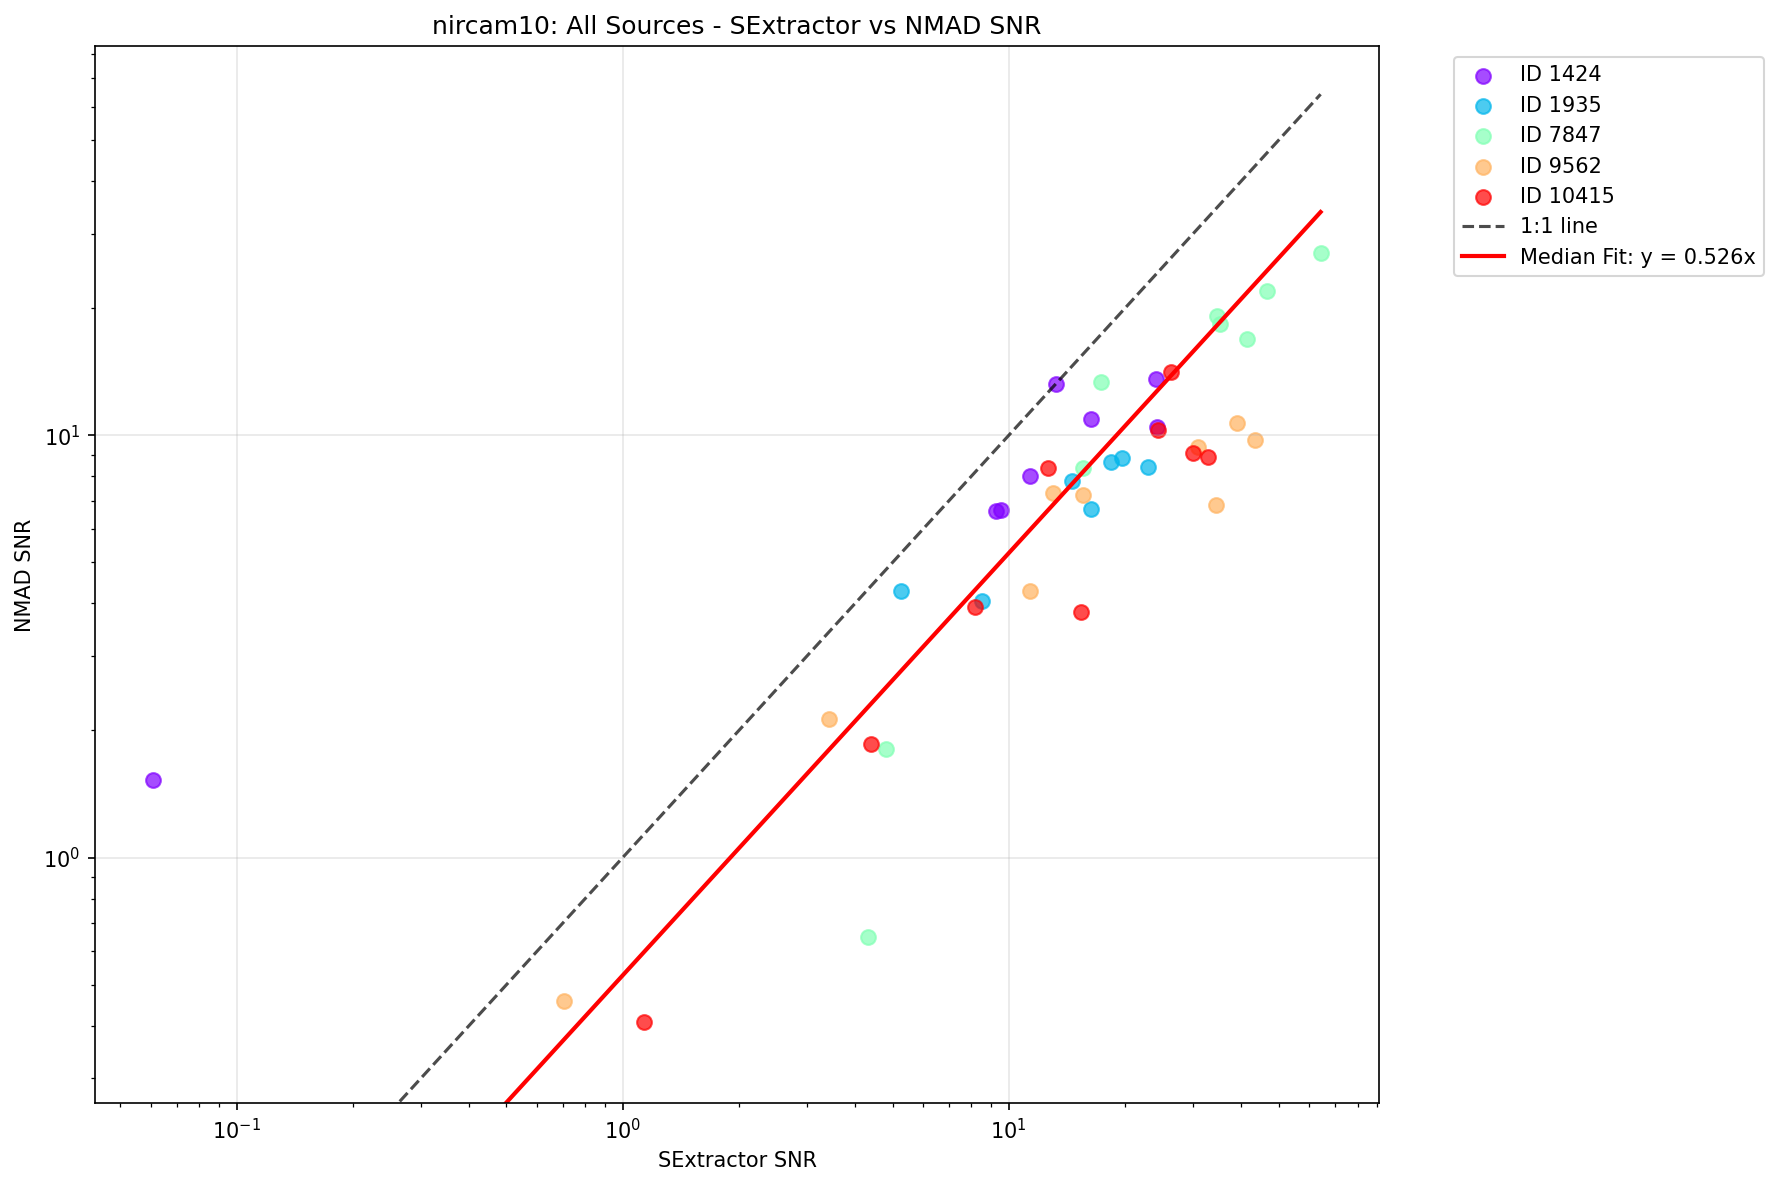 nircam10: All Sources - SExtractor vs NMAD SNR
ID 1424
ID 1935
ID 7847
ID 9562
ID 10415
1:1 line
Median Fit: y = 0.526x
NMAD SNR
10¹
10⁰
10⁻¹
10⁰
10¹
SExtractor SNR